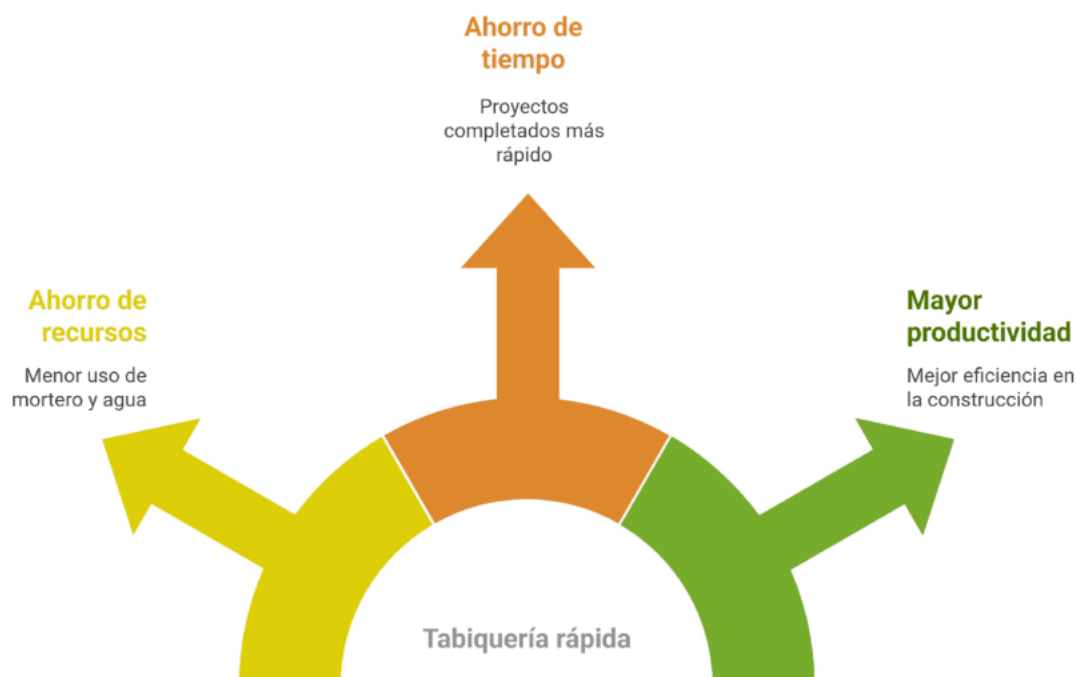 Ahorro de
tiempo
Proyectos
completados más
rápido
Ahorro de
recursos
Menor uso de
mortero y agua
Mayor
productividad
Mejor eficiencia en
la construcción
Tabiquería rápida